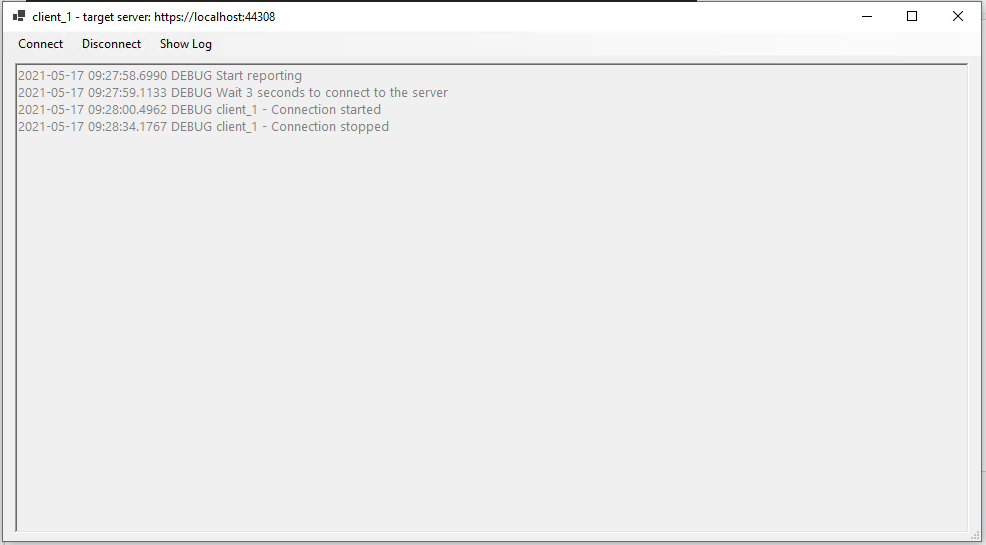 client_1 - target server: https://localhost:44308
Connect Disconnect Show Log
2021-05-17 09:27:58.6990 DEBUG Start reporting
2021-05-17 09:27:59.1133 DEBUG Wait 3 seconds to connect to the server
2021-05-17 09:28:00.4962 DEBUG client_1 - Connection started
2021-05-17 09:28:34.1767 DEBUG client_1 - Connection stopped